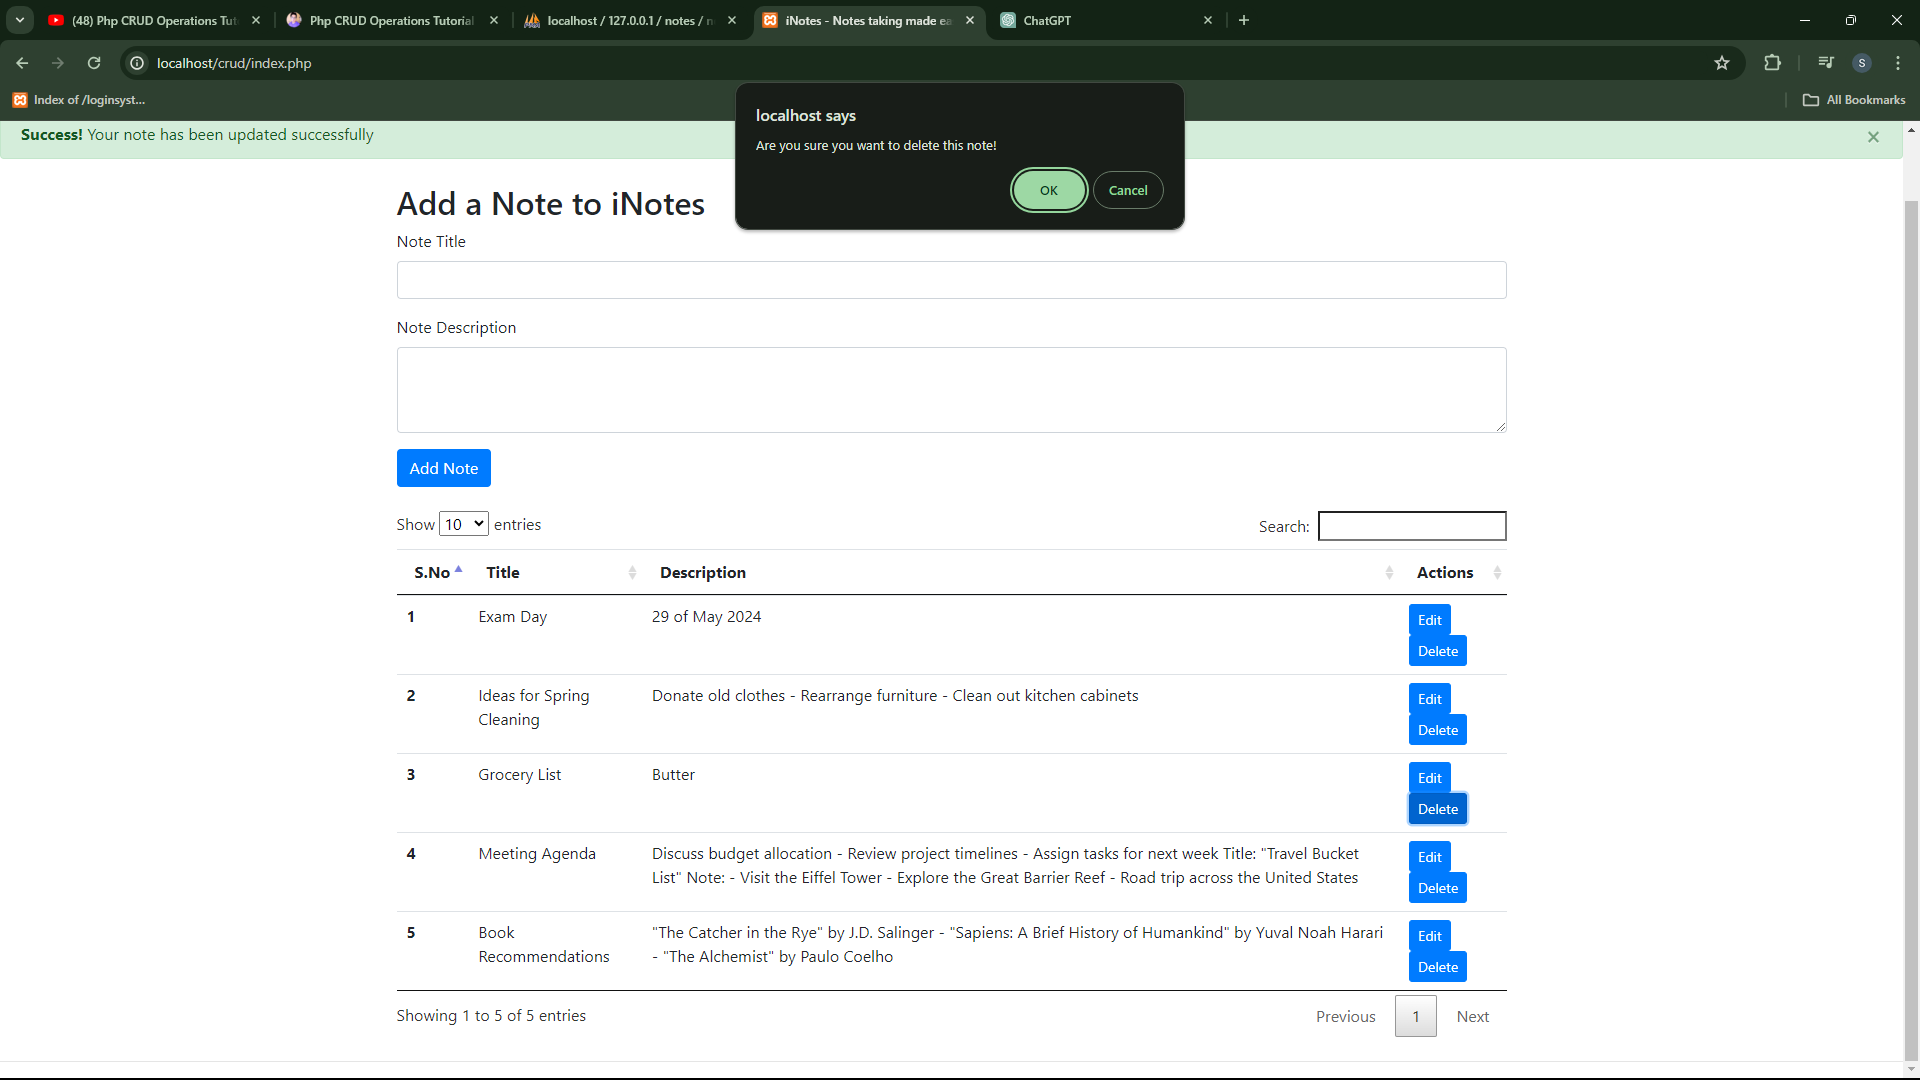 (48) Php CRUD Operations Tut
Php CRUD Operations Tutorial
localhost / 127.0.0.1 / notes / n
iNotes - Notes taking made ea
ChatGPT
localhost/crud/index.php
S
Index of /loginsyst...
All Bookmarks
localhost says
Are you sure you want to delete this note!
OK
Cancel
Success! Your note has been updated successfully
Add a Note to iNotes
Note Title
Note Description
Add Note
Show 10 entries
Search:
S.No Title Description Actions
1 Exam Day 29 of May 2024 Edit
Delete
2 Ideas for Spring Donate old clothes - Rearrange furniture - Clean out kitchen cabinets Edit
Cleaning Delete
3 Grocery List Butter Edit
Delete
4 Meeting Agenda Discuss budget allocation - Review project timelines - Assign tasks for next week Title: "Travel Bucket Edit
List" Note: - Visit the Eiffel Tower - Explore the Great Barrier Reef - Road trip across the United States Delete
5 Book "The Catcher in the Rye" by J.D. Salinger - "Sapiens: A Brief History of Humankind" by Yuval Noah Harari Edit
Recommendations - "The Alchemist" by Paulo Coelho Delete
Showing 1 to 5 of 5 entries
Previous 1 Next